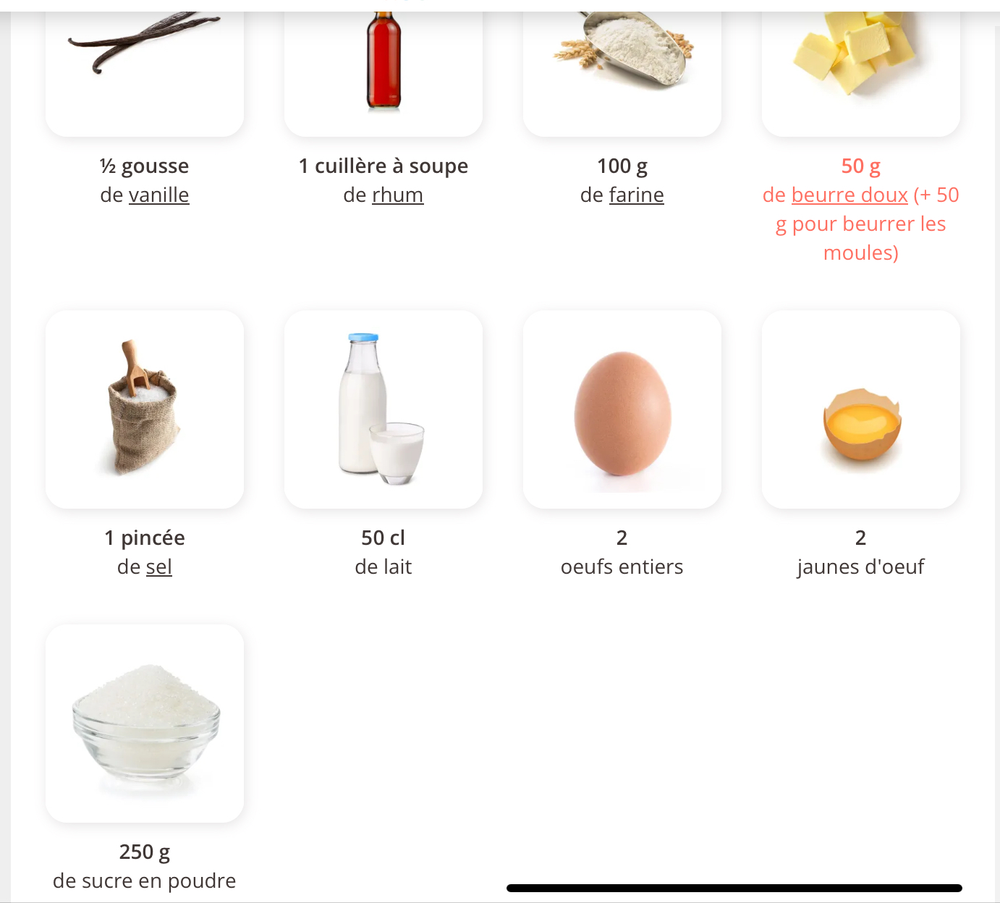 ½ gousse
de vanille
1 cuillère à soupe
de rhum
100 g
de farine
50 g
de beurre doux (+ 50
g pour beurrer les
moules)
1 pincée
de sel
50 cl
de lait
2
oeufs entiers
2
jaunes d'oeuf
250 g
de sucre en poudre